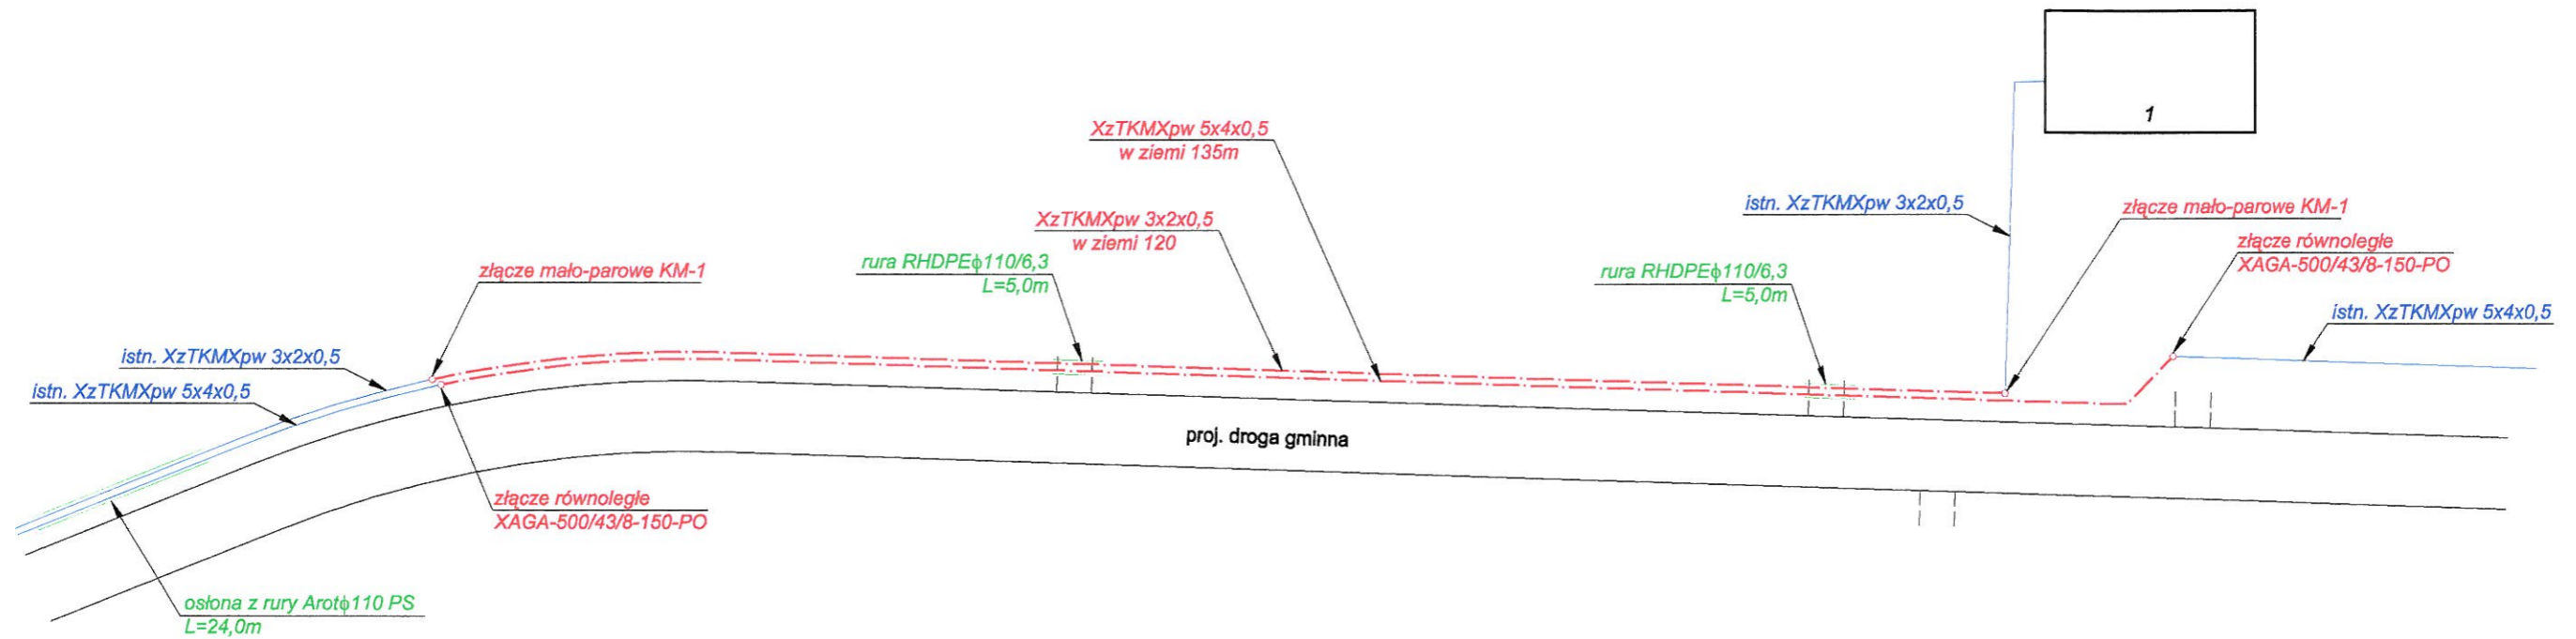 1
XzTKMXpw 5x4x0,5
w ziemi 135m
istn. XzTKMXpw 3x2x0,5
złącze mało-parowe KM-1
XzTKMXpw 3x2x0,5
w ziemi 120
złącze równoległe
XAGA-500/43/8-150-PO
rura RHDPEϕ110/6,3
L=5,0m
złącze mało-parowe KM-1
rura RHDPEϕ110/6,3
L=5,0m
istn. XzTKMXpw 5x4x0,5
istn. XzTKMXpw 3x2x0,5
istn. XzTKMXpw 5x4x0,5
proj. droga gminna
złącze równoległe
XAGA-500/43/8-150-PO
osłona z rury Arotϕ110 PS
L=24,0m